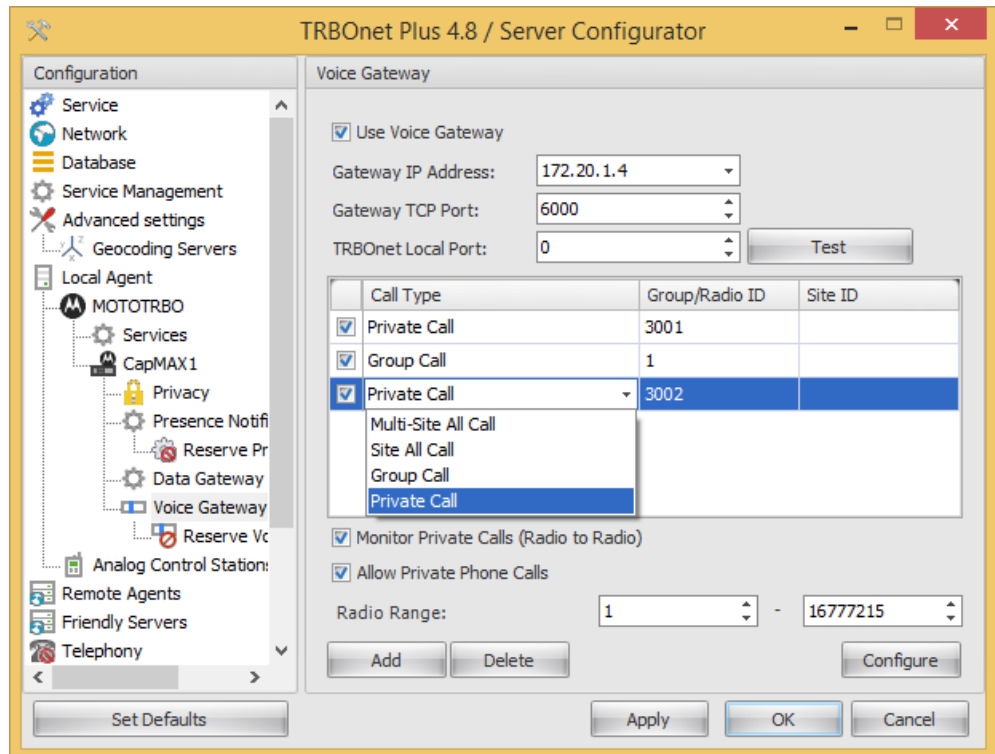 TRBOnet Plus 4.8 / Server Configurator
Configuration
Service
Network
Database
Service Management
Advanced settings
Geocoding Servers
Local Agent
MOTOTRBO
Services
CapMAX1
Privacy
Presence Notifi
Reserve Pr
Data Gateway
Voice Gateway
Reserve Vo
Analog Control Station
Remote Agents
Friendly Servers
Telephony
Set Defaults
Voice Gateway
Use Voice Gateway
Gateway IP Address: 172.20.1.4
Gateway TCP Port: 6000
TRBOnet Local Port: 0 Test
Call Type Group/Radio ID Site ID
Private Call 3001
Group Call 1
Private Call 3002
Multi-Site All Call
Site All Call
Group Call
Private Call
Monitor Private Calls (Radio to Radio)
Allow Private Phone Calls
Radio Range: 1 - 16777215
Add Delete Configure
Apply OK Cancel